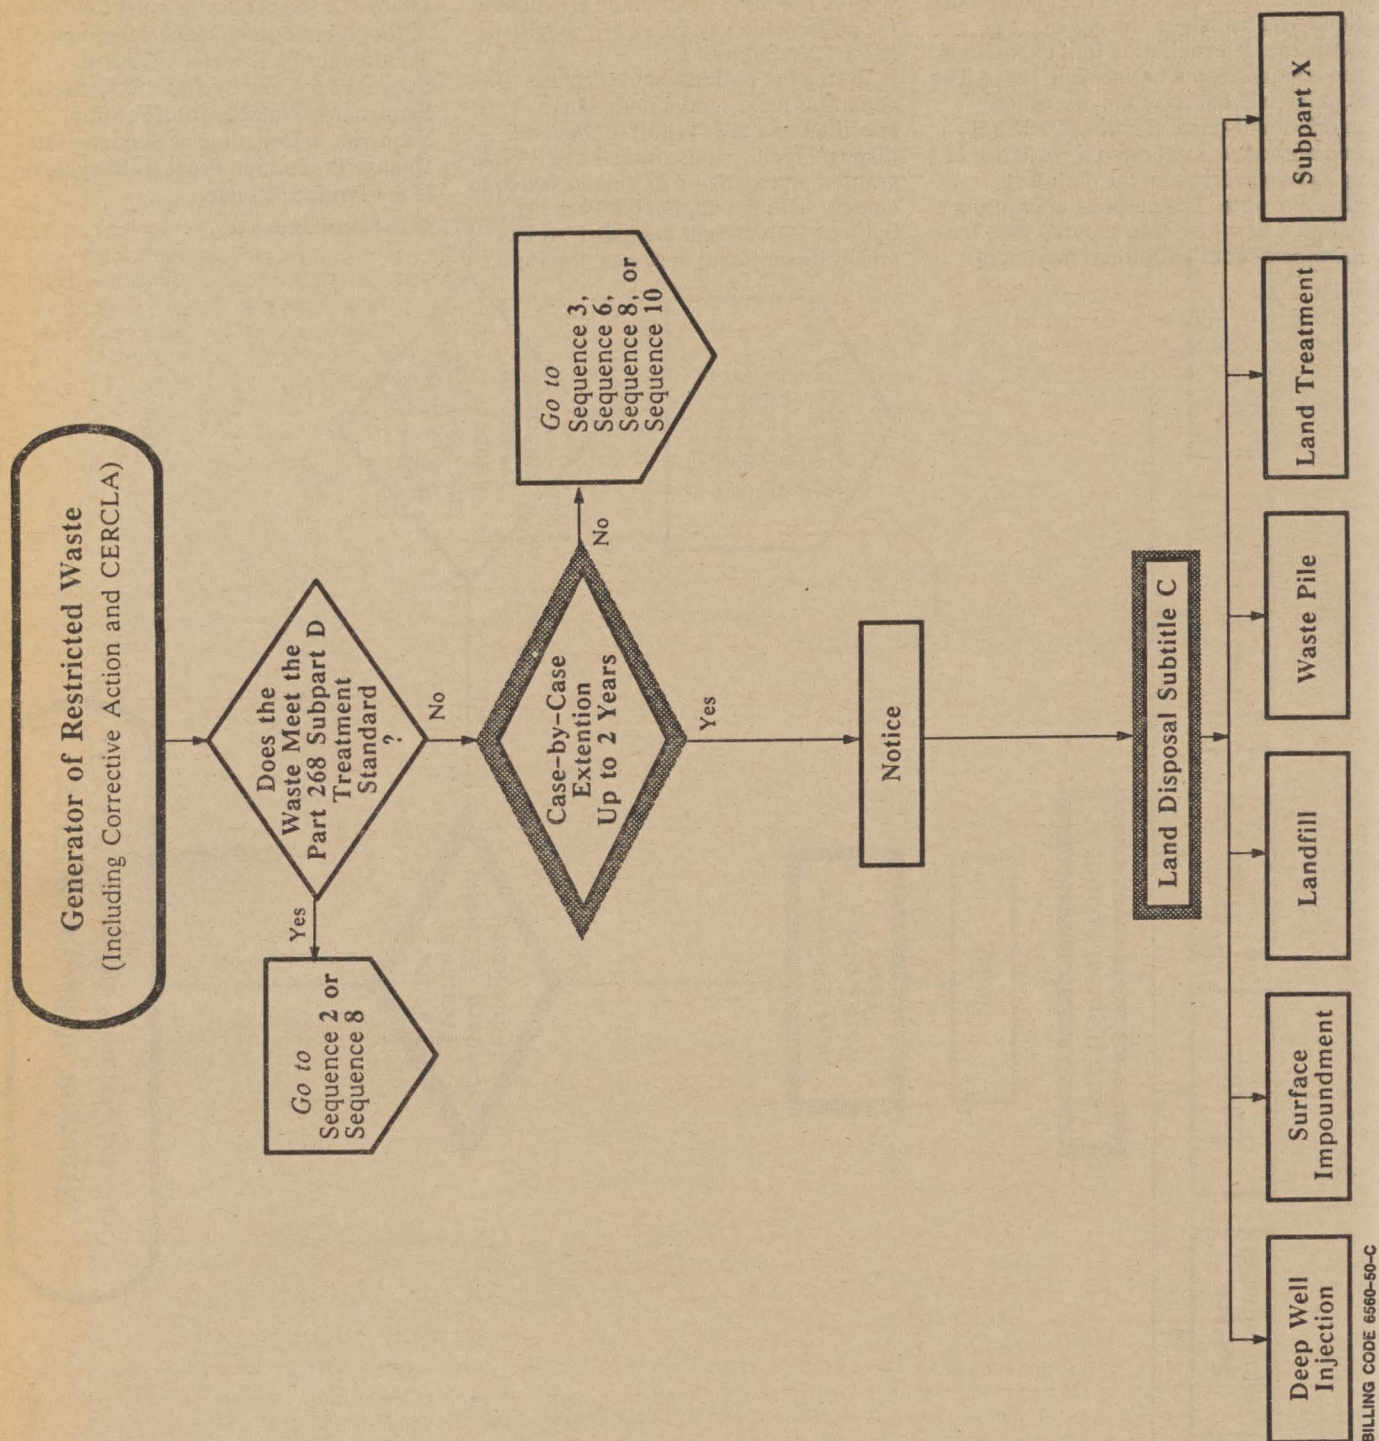 Generator of Restricted Waste
(Including Corrective Action and CERCLA)
Does the
Waste Meet the
Part 268 Subpart D
Treatment
Standard
?
Yes
No
Go to
Sequence 2 or
Sequence 8
Case-by-Case
Extention
Up to 2 Years
No
Yes
Go to
Sequence 3,
Sequence 6,
Sequence 8, or
Sequence 10
Notice
Land Disposal Subtitle C
Deep Well
Injection
Surface
Impoundment
Landfill
Waste Pile
Land Treatment
Subpart X
BILLING CODE 6560-50-C